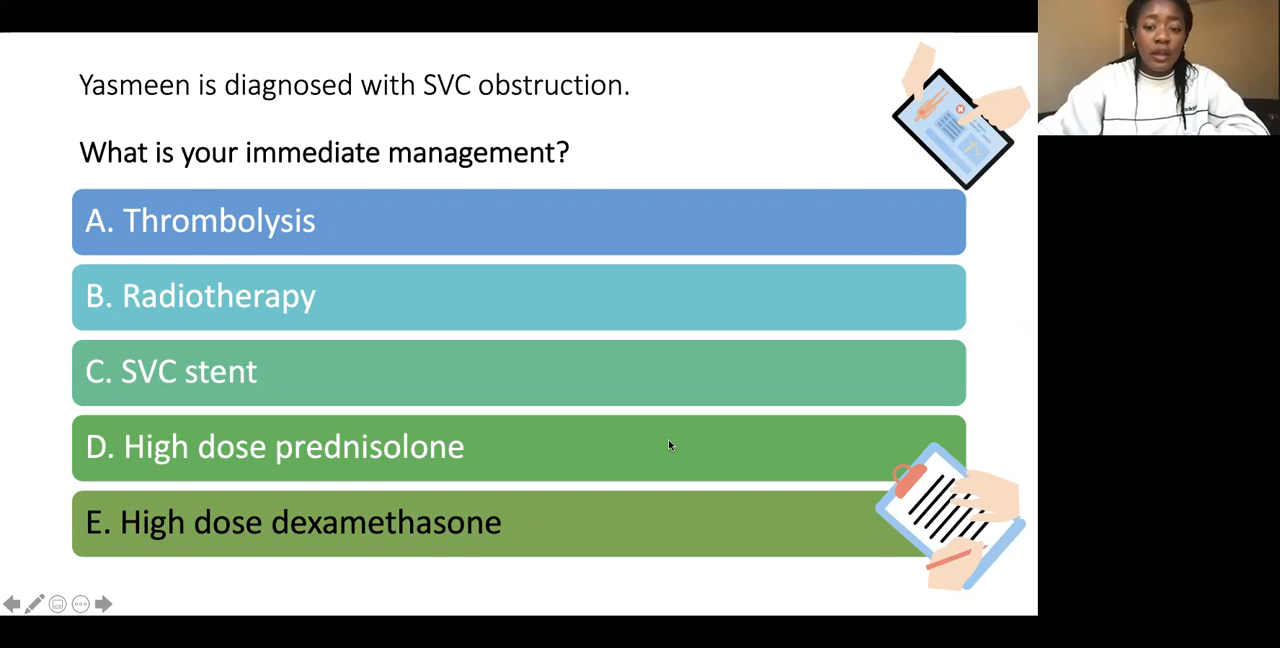 Yasmeen is diagnosed with SVC obstruction.
What is your immediate management?
A. Thrombolysis
B. Radiotherapy
C. SVC stent
D. High dose prednisolone
E. High dose dexamethasone